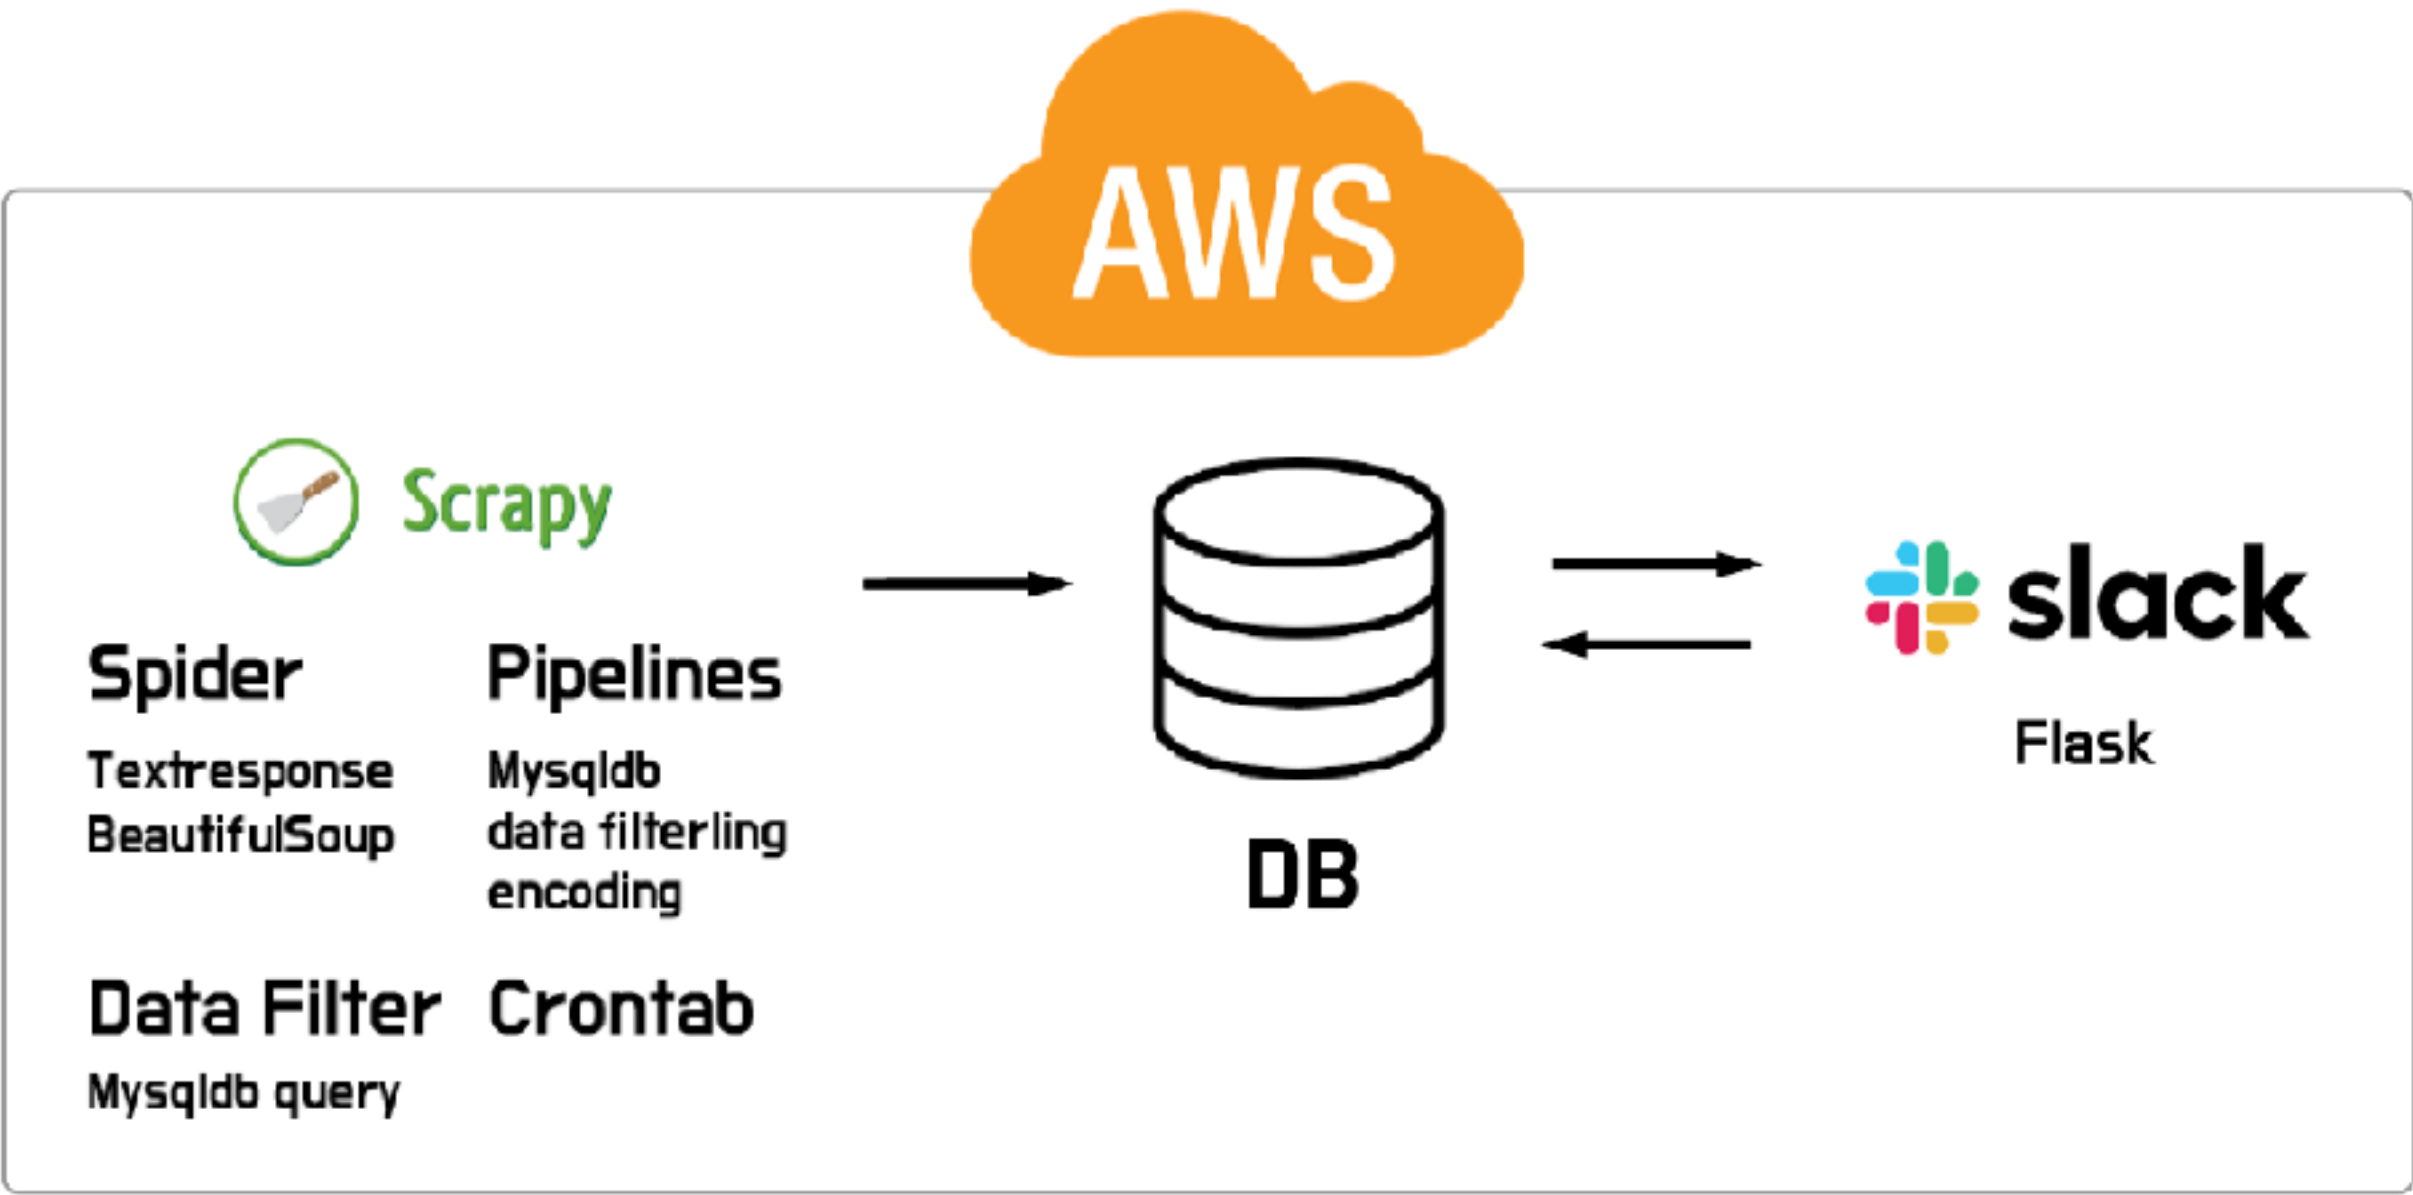 AWS
Scrapy
Spider
Textresponse
BeautifulSoup
Pipelines
Mysqldb
data filterling
encoding
Data Filter
Mysqldb query
Crontab
DB
slack
Flask